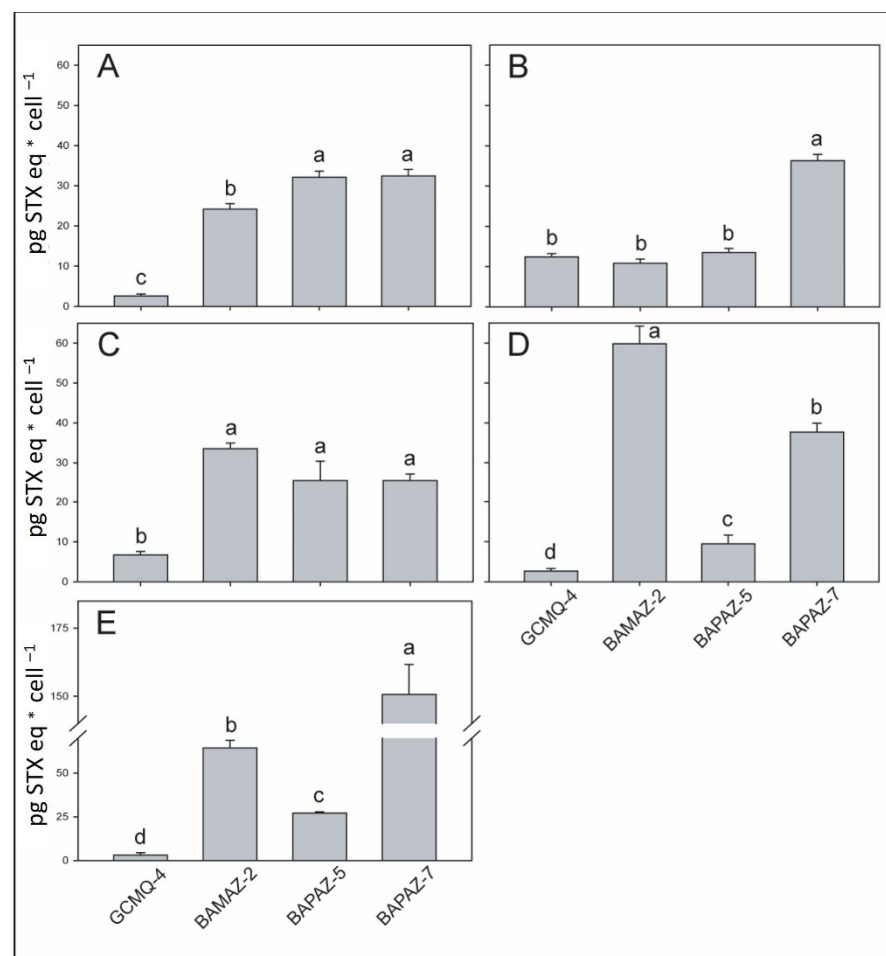 A
pg STX eq * cell⁻¹
60
50
40
30
20
10
0
c
b
a
a
B
b
b
b
a
C
pg STX eq * cell⁻¹
60
50
40
30
20
10
0
b
a
a
a
D
d
a
c
b
GCMQ-4
BAMAZ-2
BAPAZ-5
BAPAZ-7
E
pg STX eq * cell⁻¹
175
150
50
25
0
d
b
c
a
GCMQ-4
BAMAZ-2
BAPAZ-5
BAPAZ-7